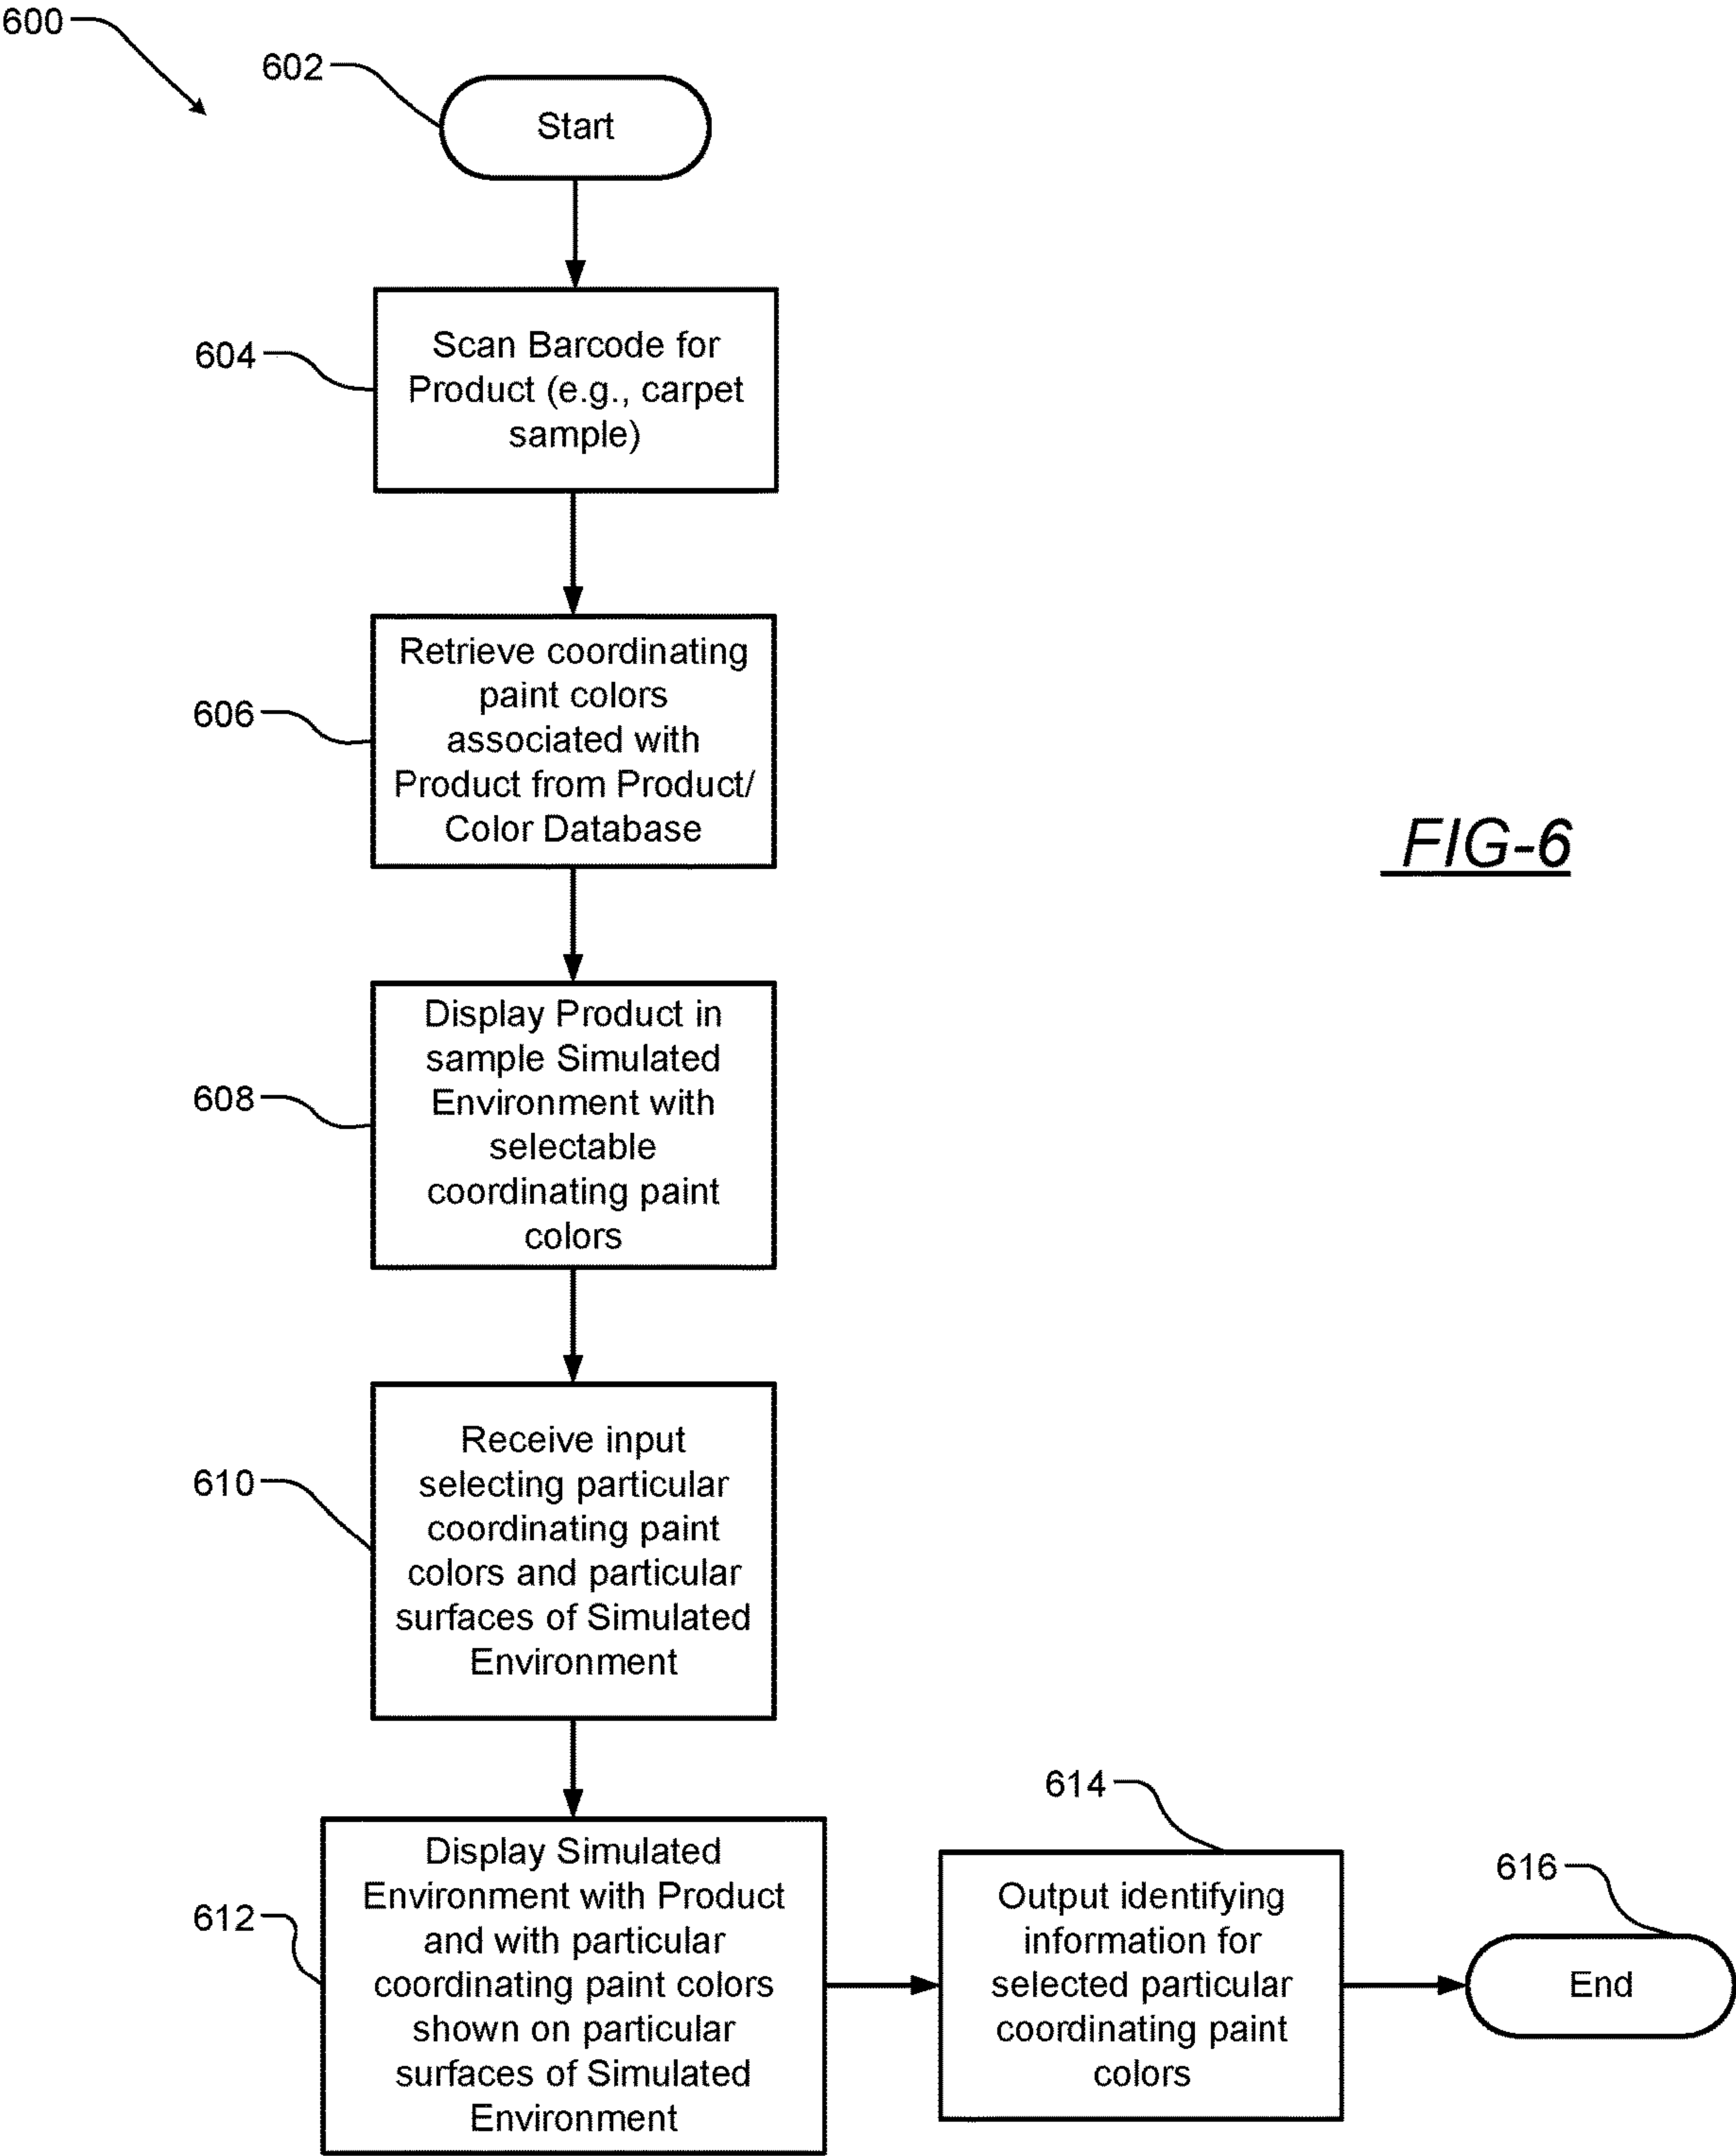 600
602
Start
604
Scan Barcode for
Product (e.g., carpet
sample)
606
Retrieve coordinating
paint colors
associated with
Product from Product/
Color Database
FIG-6
608
Display Product in
sample Simulated
Environment with
selectable
coordinating paint
colors
610
Receive input
selecting particular
coordinating paint
colors and particular
surfaces of Simulated
Environment
612
Display Simulated
Environment with Product
and with particular
coordinating paint colors
shown on particular
surfaces of Simulated
Environment
614
Output identifying
information for
selected particular
coordinating paint
colors
616
End